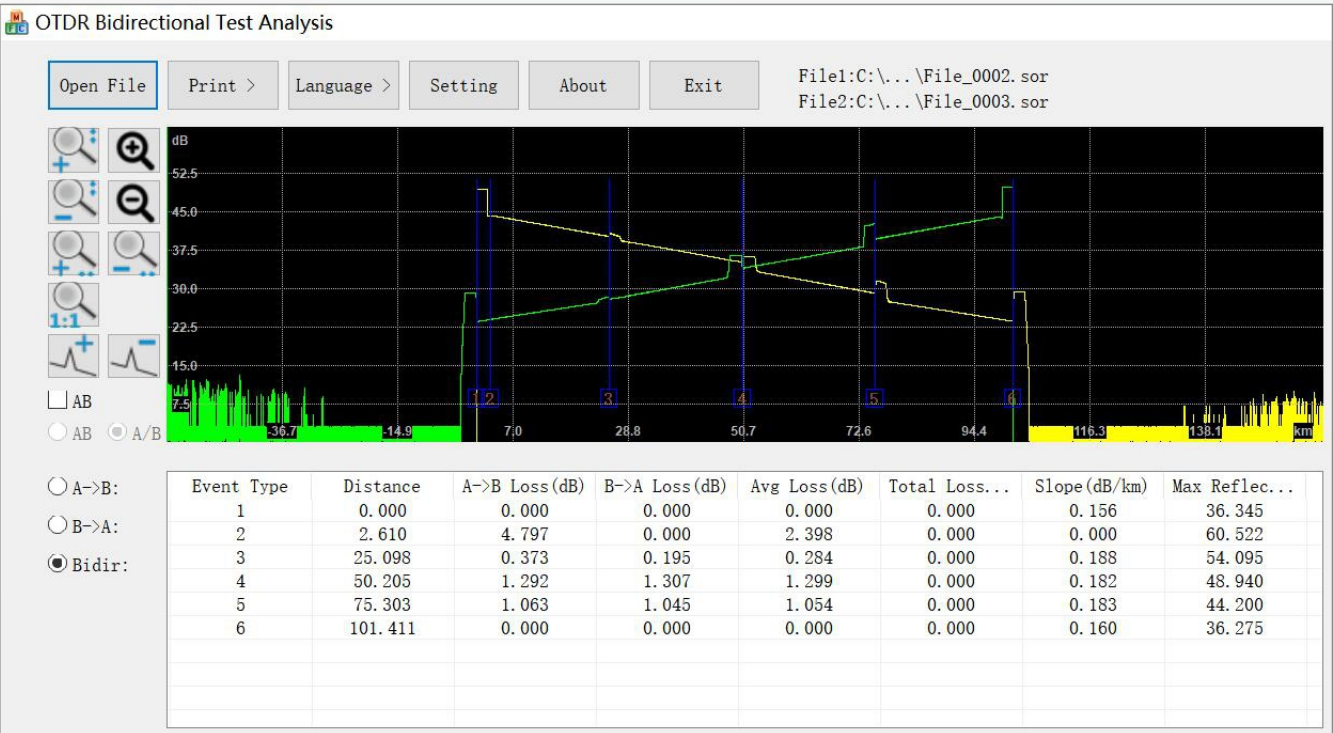 OTDR Bidirectional Test Analysis
Open File Print > Language > Setting About Exit
File1:C:\...\File_0002.sor
File2:C:\...\File_0003.sor
dB
52.5
45.0
37.5
30.0
22.5
15.0
7.5
1 2 3 4 5 6
-36.7 -14.9 7.0 28.8 50.7 72.6 94.4 116.3 138.1 km
1:1
AB
AB A/B
A->B:
B->A:
Bidir:
Event Type Distance A->B Loss(dB) B->A Loss(dB) Avg Loss(dB) Total Loss... Slope(dB/km) Max Reflec...
1 0.000 0.000 0.000 0.000 0.000 0.156 36.345
2 2.610 4.797 0.000 2.398 0.000 0.000 60.522
3 25.098 0.373 0.195 0.284 0.000 0.188 54.095
4 50.205 1.292 1.307 1.299 0.000 0.182 48.940
5 75.303 1.063 1.045 1.054 0.000 0.183 44.200
6 101.411 0.000 0.000 0.000 0.000 0.160 36.275